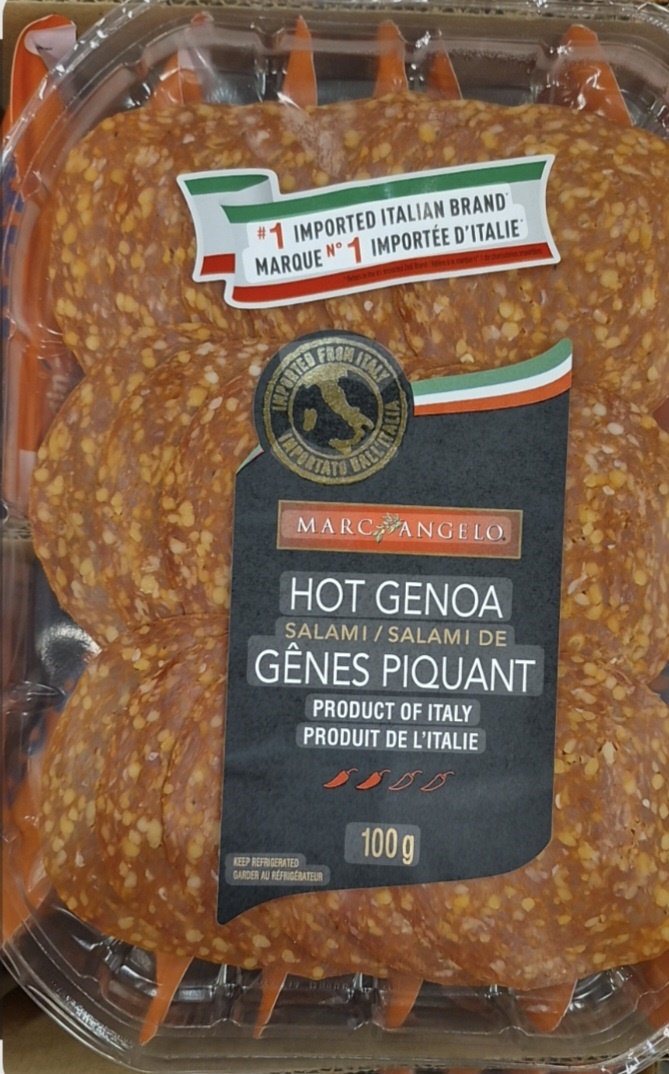 #1 IMPORTED ITALIAN BRAND*
MARQUE N° 1 IMPORTÉE D'ITALIE*
IMPORTED FROM ITALY
IMPORTATO DALL'ITALIA
MARC ANGELO
HOT GENOA
SALAMI / SALAMI DE
GÊNES PIQUANT
PRODUCT OF ITALY
PRODUIT DE L'ITALIE
100 g
KEEP REFRIGERATED
GARDER AU RÉFRIGÉRATEUR